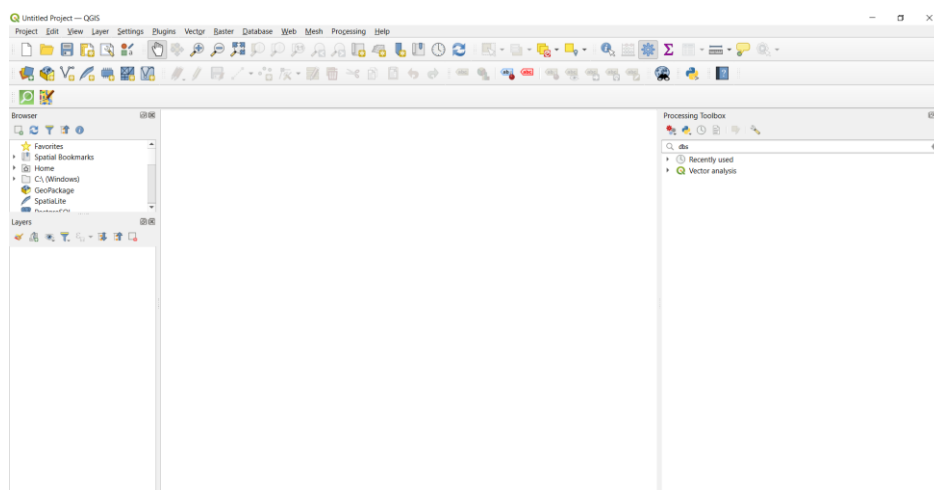 Untitled Project — QGIS
Project Edit View Layer Settings Plugins Vector Raster Database Web Mesh Processing Help
Browser
Favorites
Spatial Bookmarks
Home
C:\ (Windows)
GeoPackage
SpatiaLite
PostgreSQL
Layers
Processing Toolbox
dbs
Recently used
Vector analysis